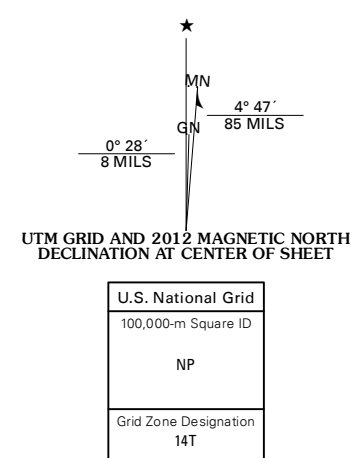 ★
MN
4° 47´
85 MILS
GN
0° 28´
8 MILS
UTM GRID AND 2012 MAGNETIC NORTH
DECLINATION AT CENTER OF SHEET
U.S. National Grid
100,000-m Square ID
NP
Grid Zone Designation
14T